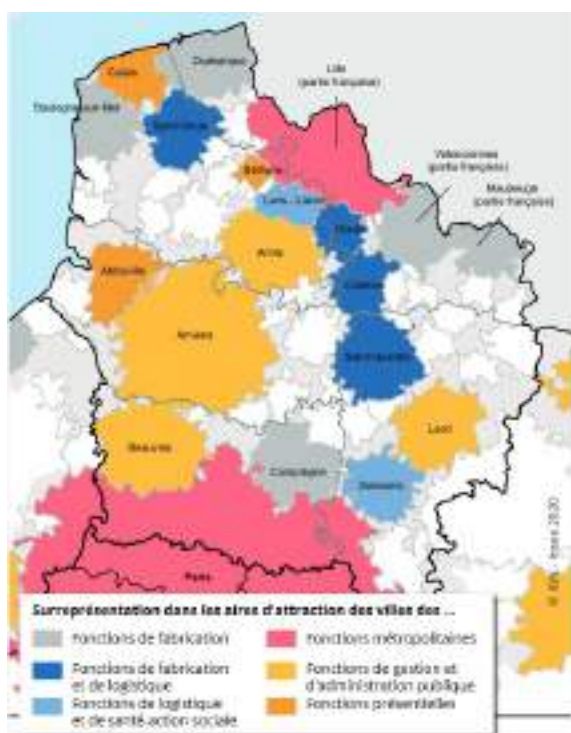 Calais
Dunkerque
Boulogne-sur-Mer
Saint-Omer
Lille
(partie française)
Valenciennes
(partie française)
Maubeuge
(partie française)
Béthune
Lens - Liévin
Douai
Arras
Cambrai
Abbeville
Amiens
Saint-Quentin
Laon
Beauvais
Compiègne
Soissons
Paris
Surreprésentation dans les aires d'attraction des villes des ...
Fonctions de fabrication
Fonctions de fabrication
et de logistique
Fonctions de logistique
et de santé-action sociale
Fonctions métropolitaines
Fonctions de gestion et
d'administration publique
Fonctions présentielles